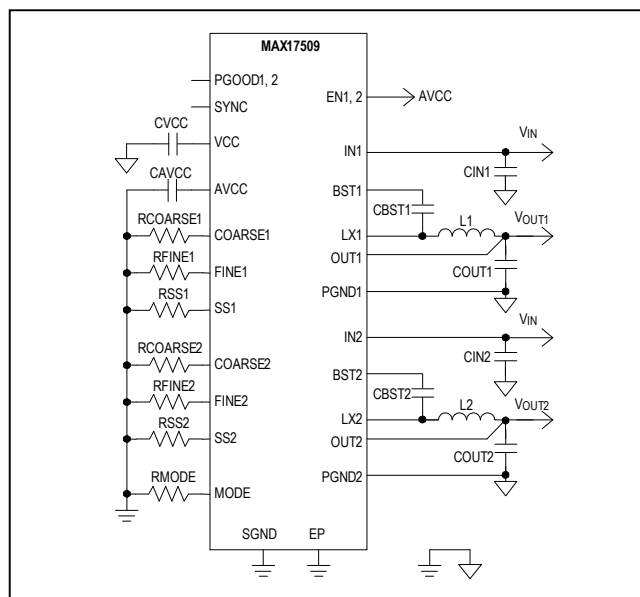 MAX17509
PGOOD1, 2
SYNC
CVCC
VCC
CAVCC
AVCC
RCOARSE1
COARSE1
RFINE1
FINE1
RSS1
SS1
RCOARSE2
COARSE2
RFINE2
FINE2
RSS2
SS2
RMODE
MODE
SGND
EP
EN1, 2
AVCC
VIN
IN1
CIN1
BST1
CBST1
LX1
L1
VOUT1
OUT1
COUT1
PGND1
VIN
IN2
CIN2
BST2
CBST2
LX2
L2
VOUT2
OUT2
COUT2
PGND2